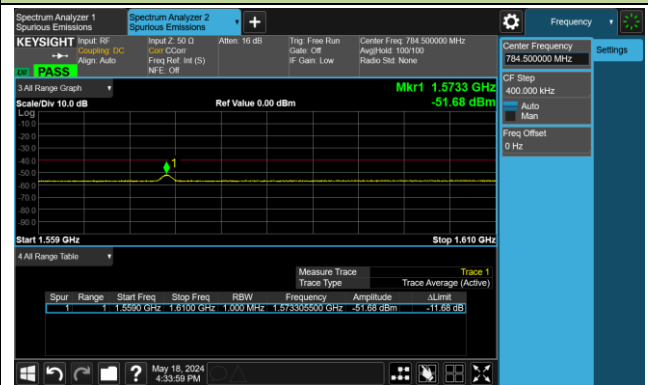 Spectrum Analyzer 1
Spurious Emissions
Spectrum Analyzer 2
Spurious Emissions
Frequency
KEYSIGHT
Input: RF
Coupling: DC
Align: Auto
Input Z: 50 Ω
Corr CCorr
Freq Ref: Int (S)
NFE: Off
Atten: 16 dB
Trig: Free Run
Gate: Off
IF Gain: Low
Center Freq: 784.500000 MHz
Avg|Hold: 100/100
Radio Std: None
PASS
Center Frequency
784.500000 MHz
Settings
CF Step
400.000 kHz
Auto
Man
Freq Offset
0 Hz
3 All Range Graph
Mkr1 1.5733 GHz
Scale/Div 10.0 dB
Ref Value 0.00 dBm
-51.68 dBm
Log
-10.0
-20.0
-30.0
-40.0
-50.0
-60.0
-70.0
-80.0
-90.0
1
Start 1.559 GHz
Stop 1.610 GHz
4 All Range Table
Measure Trace
Trace 1
Trace Type
Trace Average (Active)
Spur Range Start Freq Stop Freq RBW Frequency Amplitude ΔLimit
1 1 1.5590 GHz 1.6100 GHz 1.000 MHz 1.573305500 GHz -51.68 dBm -11.68 dB
?
May 18, 2024
4:33:59 PM